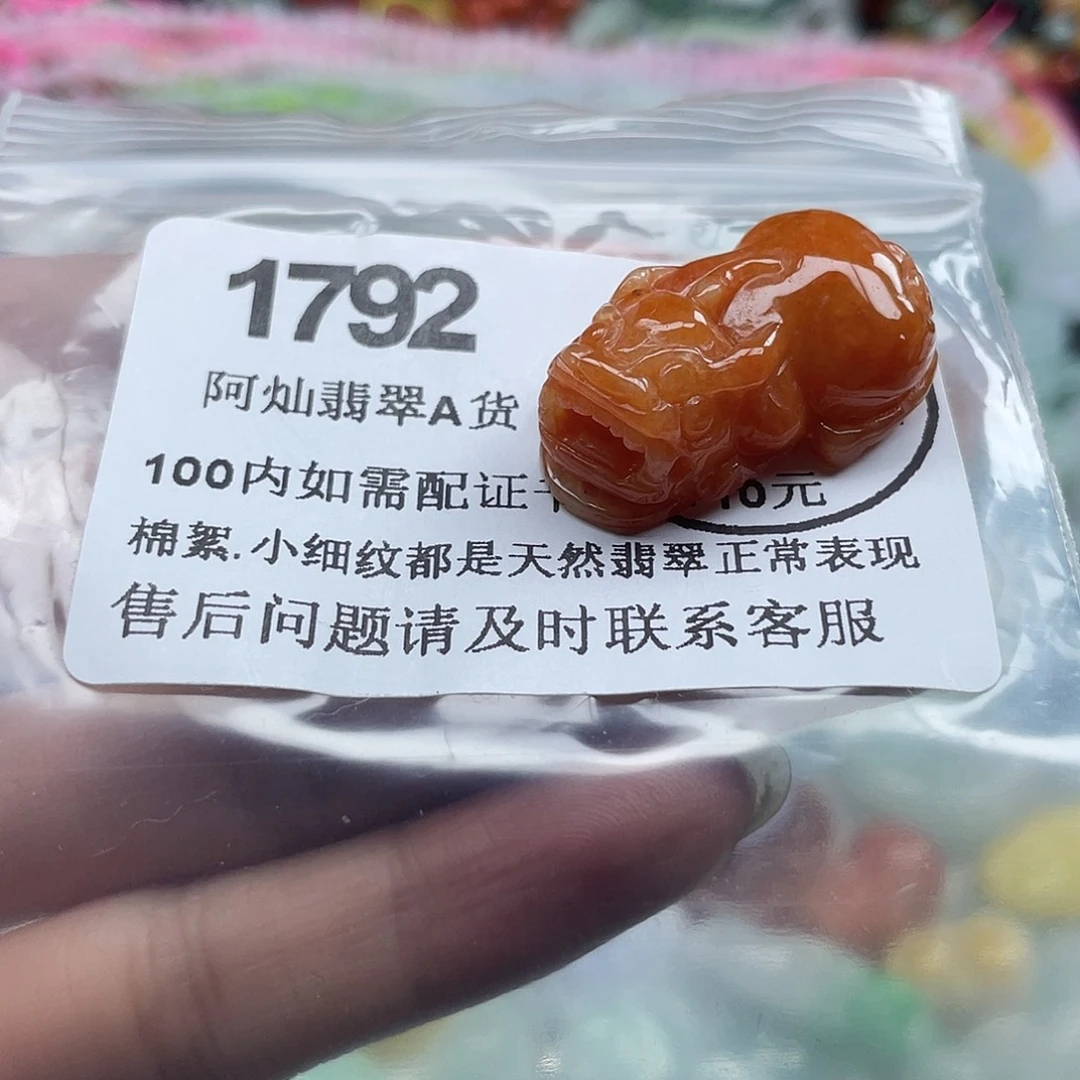 1792
阿灿翡翠A货
100内如需配证 10元
棉絮.小细纹都是天然翡翠正常表现
售后问题请及时联系客服